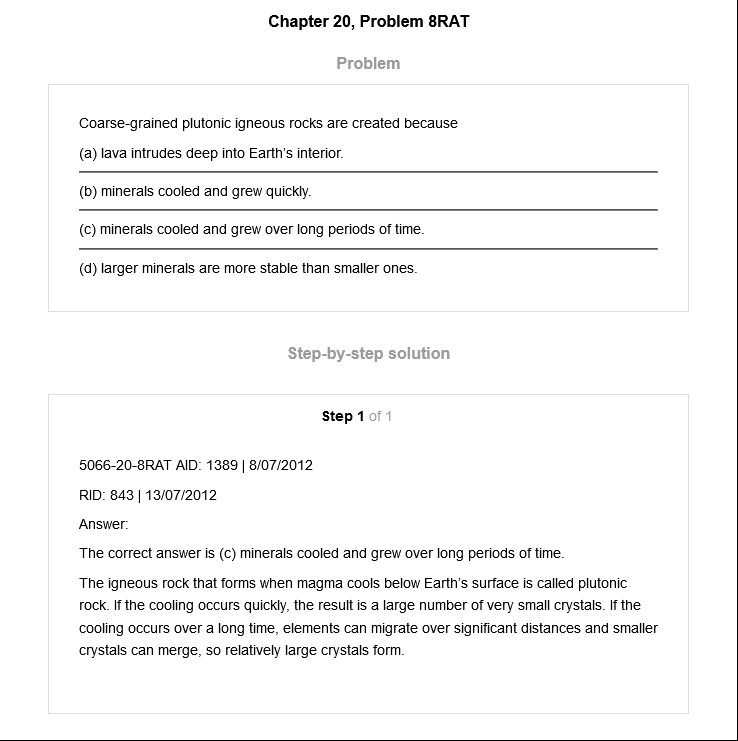 Chapter 20, Problem 8RAT
Problem
Coarse-grained plutonic igneous rocks are created because
(a) lava intrudes deep into Earth’s interior.
(b) minerals cooled and grew quickly.
(c) minerals cooled and grew over long periods of time.
(d) larger minerals are more stable than smaller ones.
Step-by-step solution
Step 1 of 1
5066-20-8RAT AID: 1389 | 8/07/2012
RID: 843 | 13/07/2012
Answer:
The correct answer is (c) minerals cooled and grew over long periods of time.
The igneous rock that forms when magma cools below Earth’s surface is called plutonic
rock. If the cooling occurs quickly, the result is a large number of very small crystals. If the
cooling occurs over a long time, elements can migrate over significant distances and smaller
crystals can merge, so relatively large crystals form.